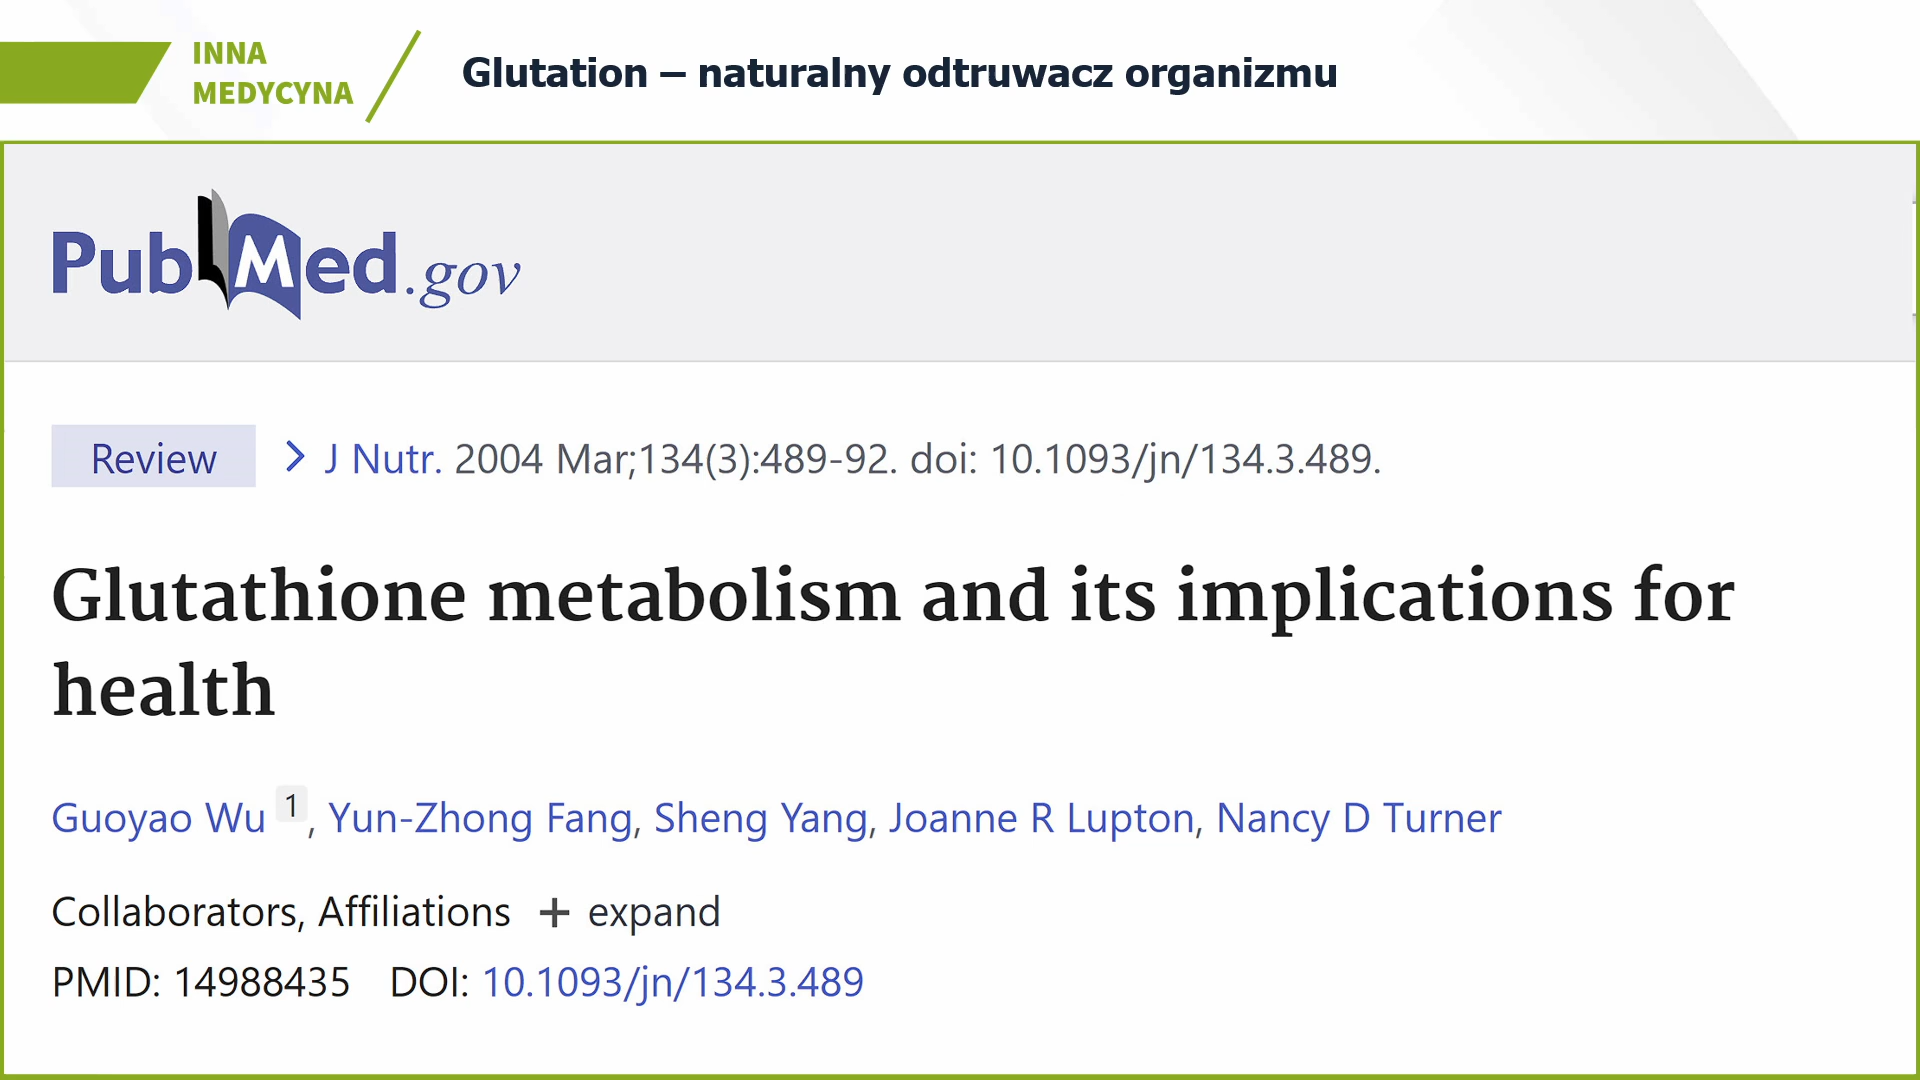 INNA
MEDYCYNA
Glutation – naturalny odtruwacz organizmu
PubMed.gov
Review > J Nutr. 2004 Mar;134(3):489-92. doi: 10.1093/jn/134.3.489.
Glutathione metabolism and its implications for
health
Guoyao Wu 1, Yun-Zhong Fang, Sheng Yang, Joanne R Lupton, Nancy D Turner
Collaborators, Affiliations + expand
PMID: 14988435 DOI: 10.1093/jn/134.3.489